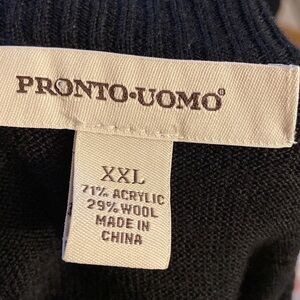 PRONTO•UOMO®
XXL
71% ACRYLIC
29% WOOL
MADE IN
CHINA